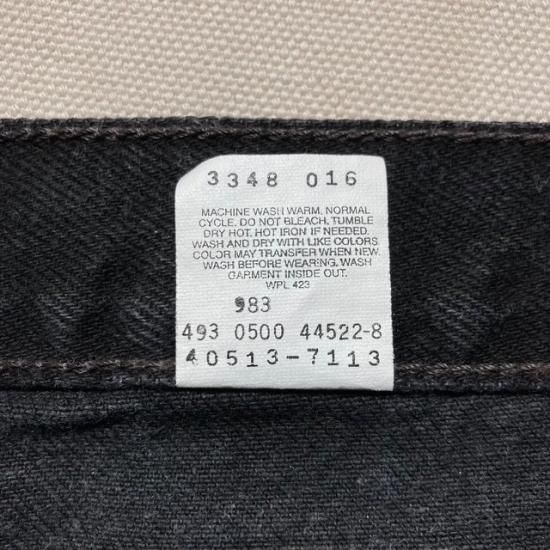 3348 016
MACHINE WASH WARM, NORMAL
CYCLE. DO NOT BLEACH. TUMBLE
DRY HOT. HOT IRON IF NEEDED.
WASH AND DRY WITH LIKE COLORS.
COLOR MAY TRANSFER WHEN NEW.
WASH BEFORE WEARING. WASH
GARMENT INSIDE OUT.
WPL 423
983
493 0500 44522-8
40513-7113